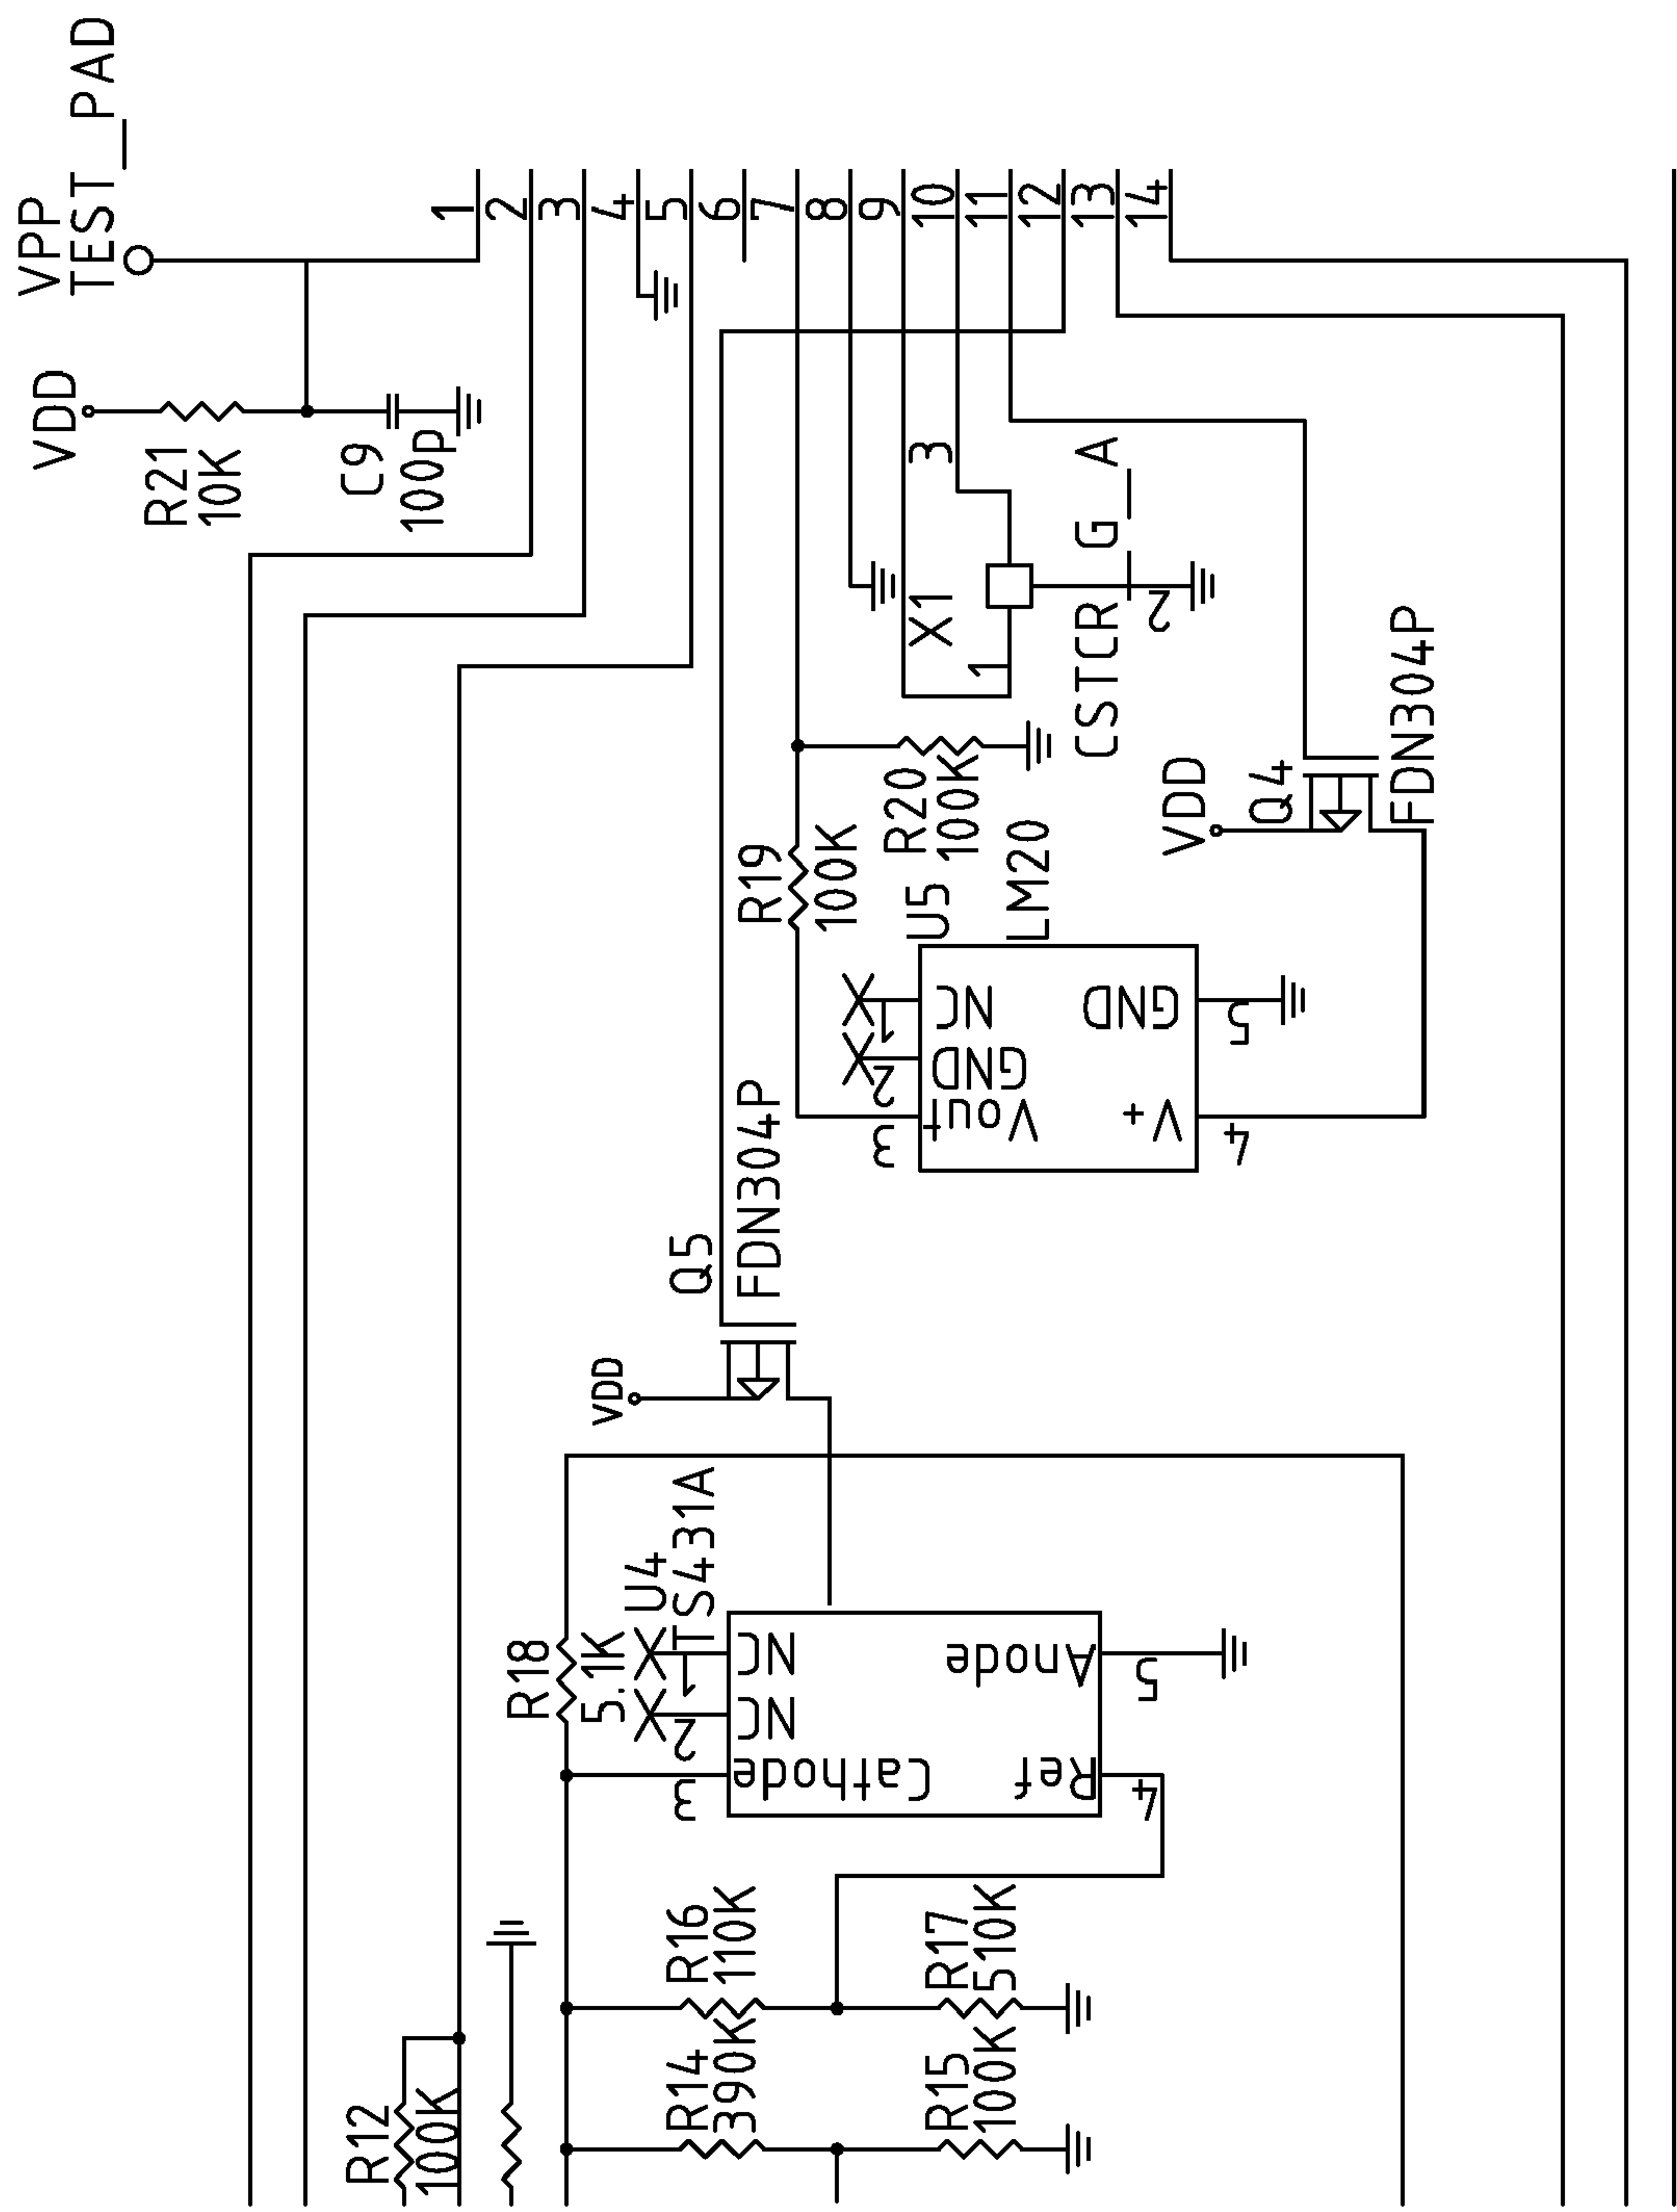 VPP
TEST_PAD
VDD
R21
10K
C9
100p
1
2
3
4
5
6
7
8
9
10
11
12
13
14
X1
1
3
CSTCR_G_A
2
R19
100K
R20
100K
U5
LM20
NC
1
GND
2
Vout
3
GND
5
V+
4
VDD
Q4
FDN304P
Q5
FDN304P
VDD
U4
TS431A
R18
5.1K
NC
1
NC
2
Cathode
3
Anode
5
Ref
4
R16
110K
R17
510K
R14
390K
R15
100K
R12
100K